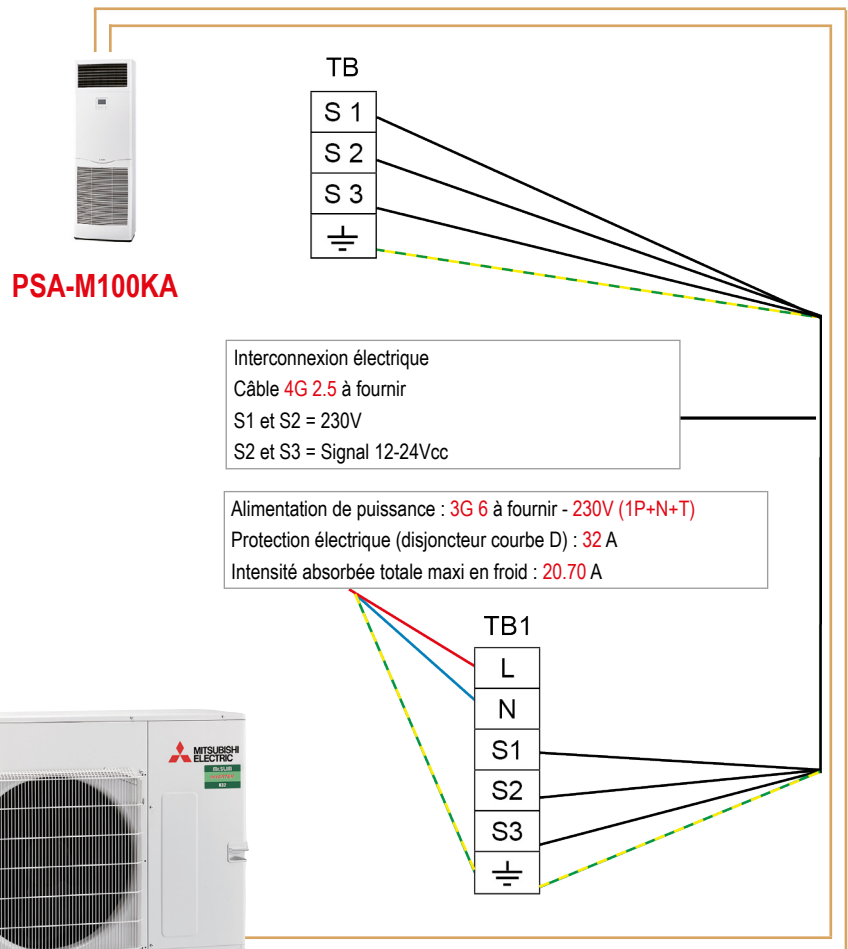 TB
S 1
S 2
S 3
PSA-M100KA
Interconnexion électrique
Câble 4G 2.5 à fournir
S1 et S2 = 230V
S2 et S3 = Signal 12-24Vcc
Alimentation de puissance : 3G 6 à fournir - 230V (1P+N+T)
Protection électrique (disjoncteur courbe D) : 32 A
Intensité absorbée totale maxi en froid : 20.70 A
TB1
L
N
S1
S2
S3
MITSUBISHI
ELECTRIC
INVERTER
R32